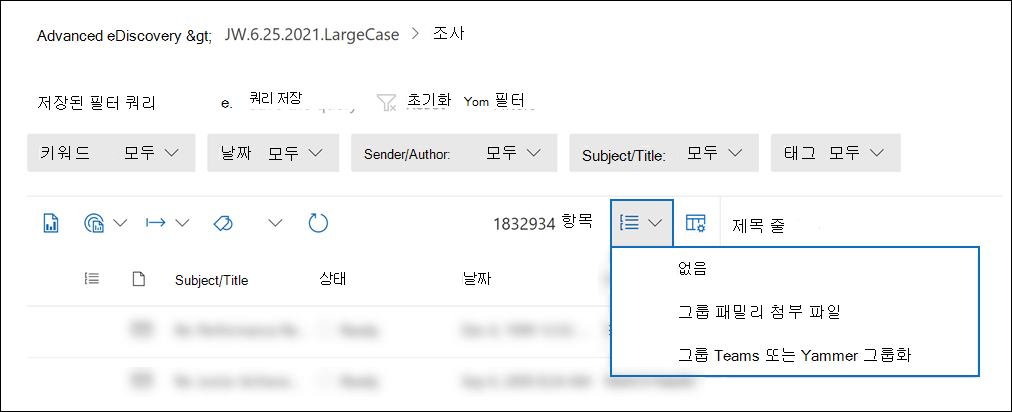 Advanced eDiscovery &gt; JW.6.25.2021.LargeCase > 조사
저장된 필터 쿼리 e. 쿼리 저장 초기화 Yom 필터
키워드 모두 날짜 모두 Sender/Author: 모두 Subject/Title: 모두 태그 모두
1832934 항목 제목 줄
없음
그룹 패밀리 첨부 파일
그룹 Teams 또는 Yammer 그룹화
Subject/Title 상태 날짜